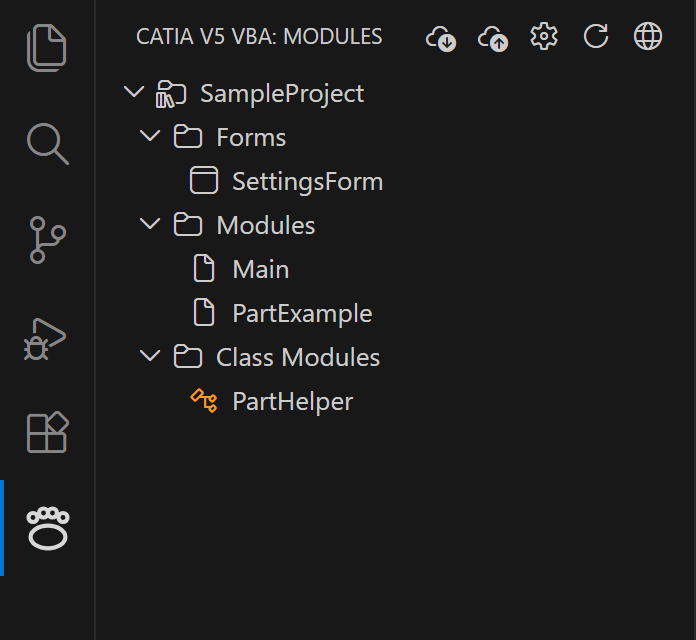 CATIA V5 VBA: MODULES
SampleProject
Forms
SettingsForm
Modules
Main
PartExample
Class Modules
PartHelper